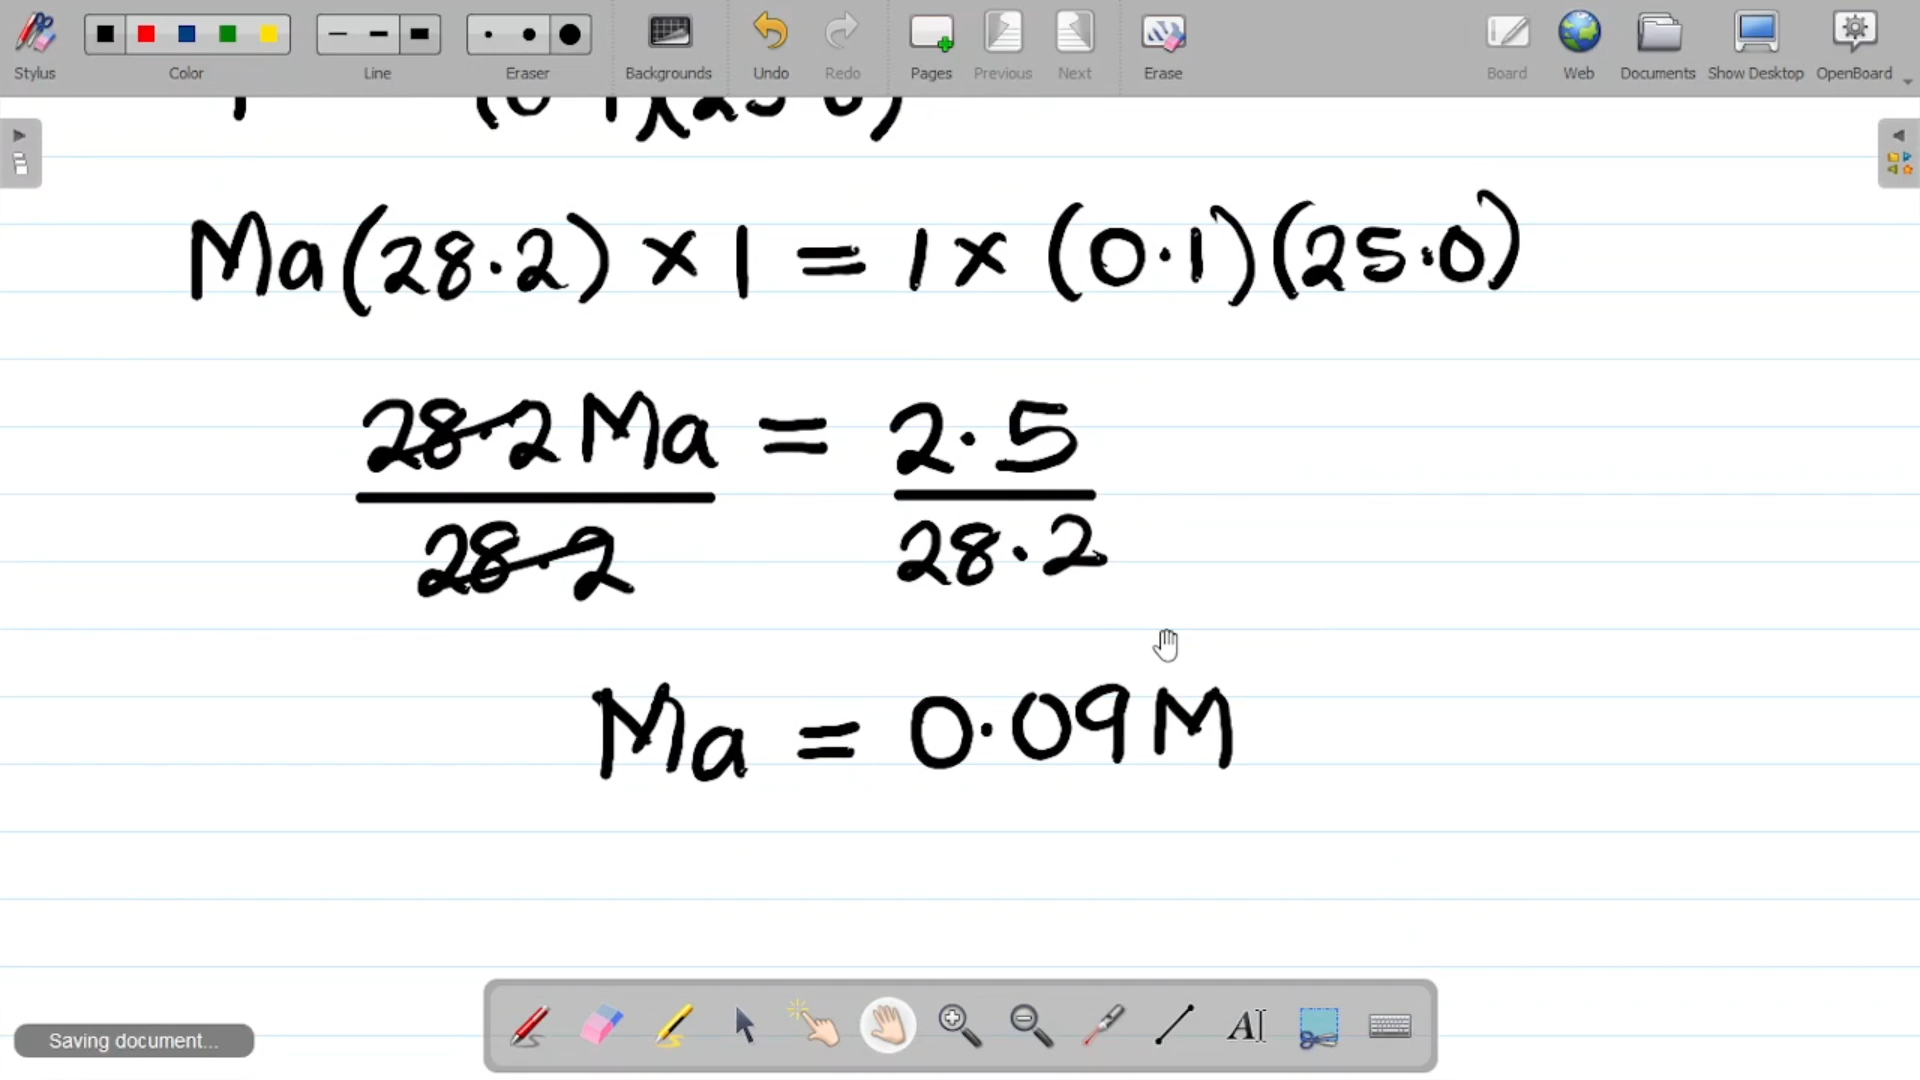 Stylus Color Line Eraser Backgrounds Undo Redo Pages Previous Next Erase Board Web Documents Show Desktop OpenBoard
Ma(28.2) × 1 = 1 × (0.1)(25.0)
28.2 Ma = 2.5
28.2 28.2
Ma = 0.09M
Saving document...